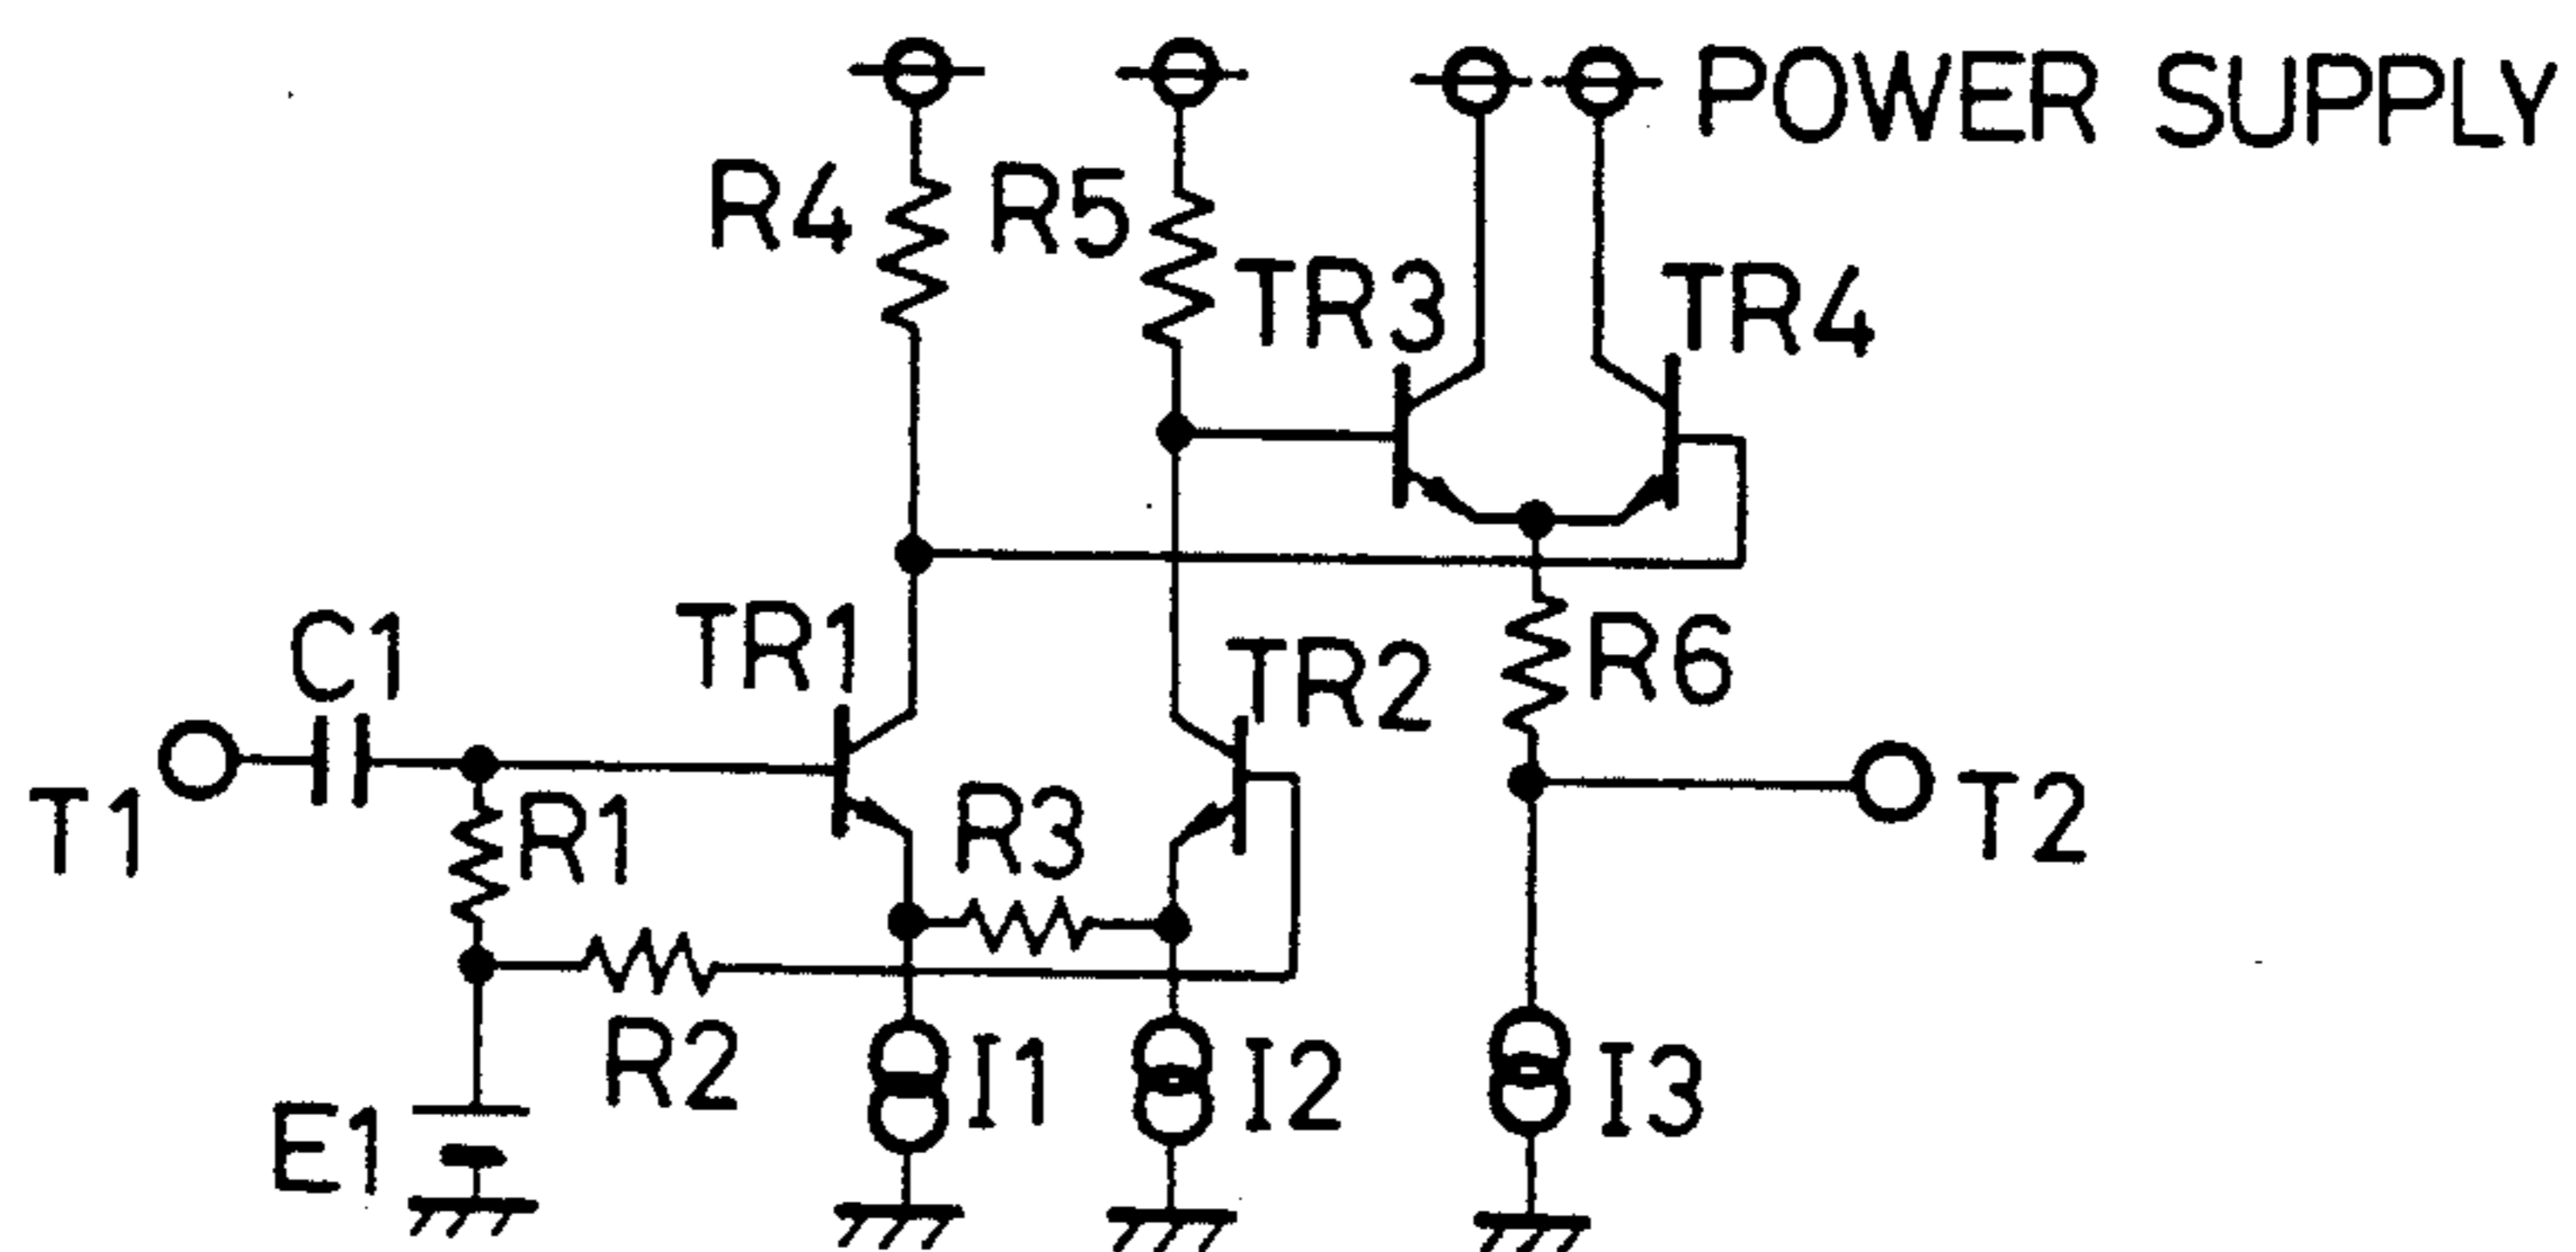 POWER SUPPLY
R4
R5
TR3
TR4
C1
TR1
TR2
R6
T1
R1
R3
T2
R2
E1
I1
I2
I3